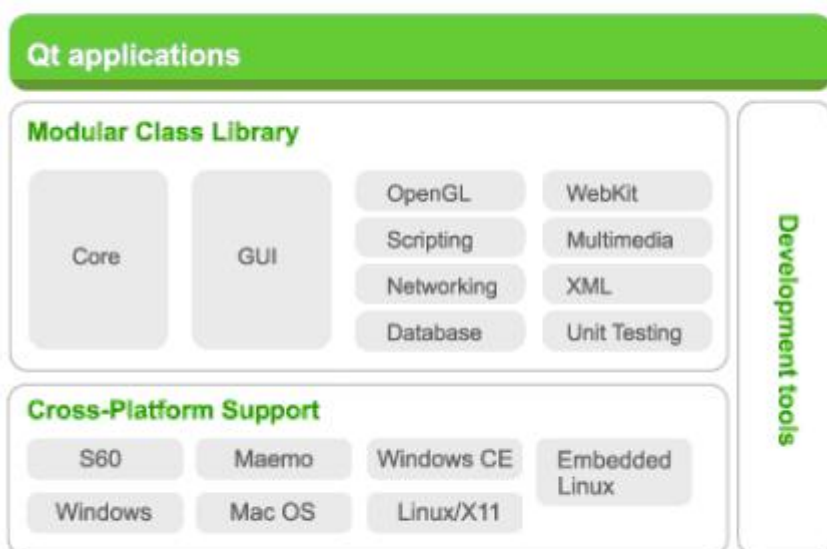 Qt applications
Modular Class Library
Core
GUI
OpenGL
WebKit
Scripting
Multimedia
Networking
XML
Database
Unit Testing
Development tools
Cross-Platform Support
S60
Maemo
Windows CE
Embedded
Linux
Windows
Mac OS
Linux/X11